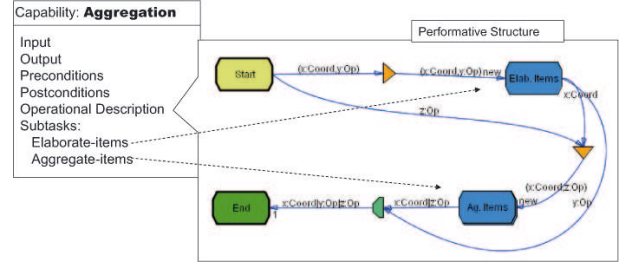 Capability: Aggregation
Input
Output
Preconditions
Postconditions
Operational Description
Subtasks:
Elaborate-items
Aggregate-items
Performative Structure
Start
(x:Coord,y:Op)
(x:Coord,y:Op)
new
Elab. Items
x:Coord
z:Op
(x:Coord,z:Op)
new
y:Op
Ag. Items
x:Coord|z:Op
x:Coord|y:Op|z:Op
1
End